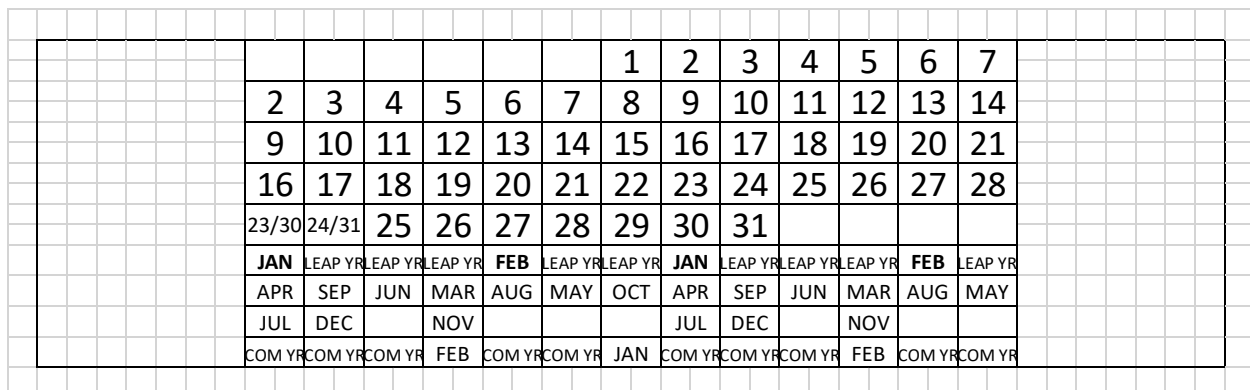 1 2 3 4 5 6 7
2 3 4 5 6 7 8 9 10 11 12 13 14
9 10 11 12 13 14 15 16 17 18 19 20 21
16 17 18 19 20 21 22 23 24 25 26 27 28
23/30 24/31 25 26 27 28 29 30 31
JAN LEAP YR LEAP YR LEAP YR FEB LEAP YR LEAP YR JAN LEAP YR LEAP YR LEAP YR FEB LEAP YR
APR SEP JUN MAR AUG MAY OCT APR SEP JUN MAR AUG MAY
JUL DEC NOV JUL DEC NOV
COM YR COM YR COM YR FEB COM YR COM YR JAN COM YR COM YR COM YR FEB COM YR COM YR